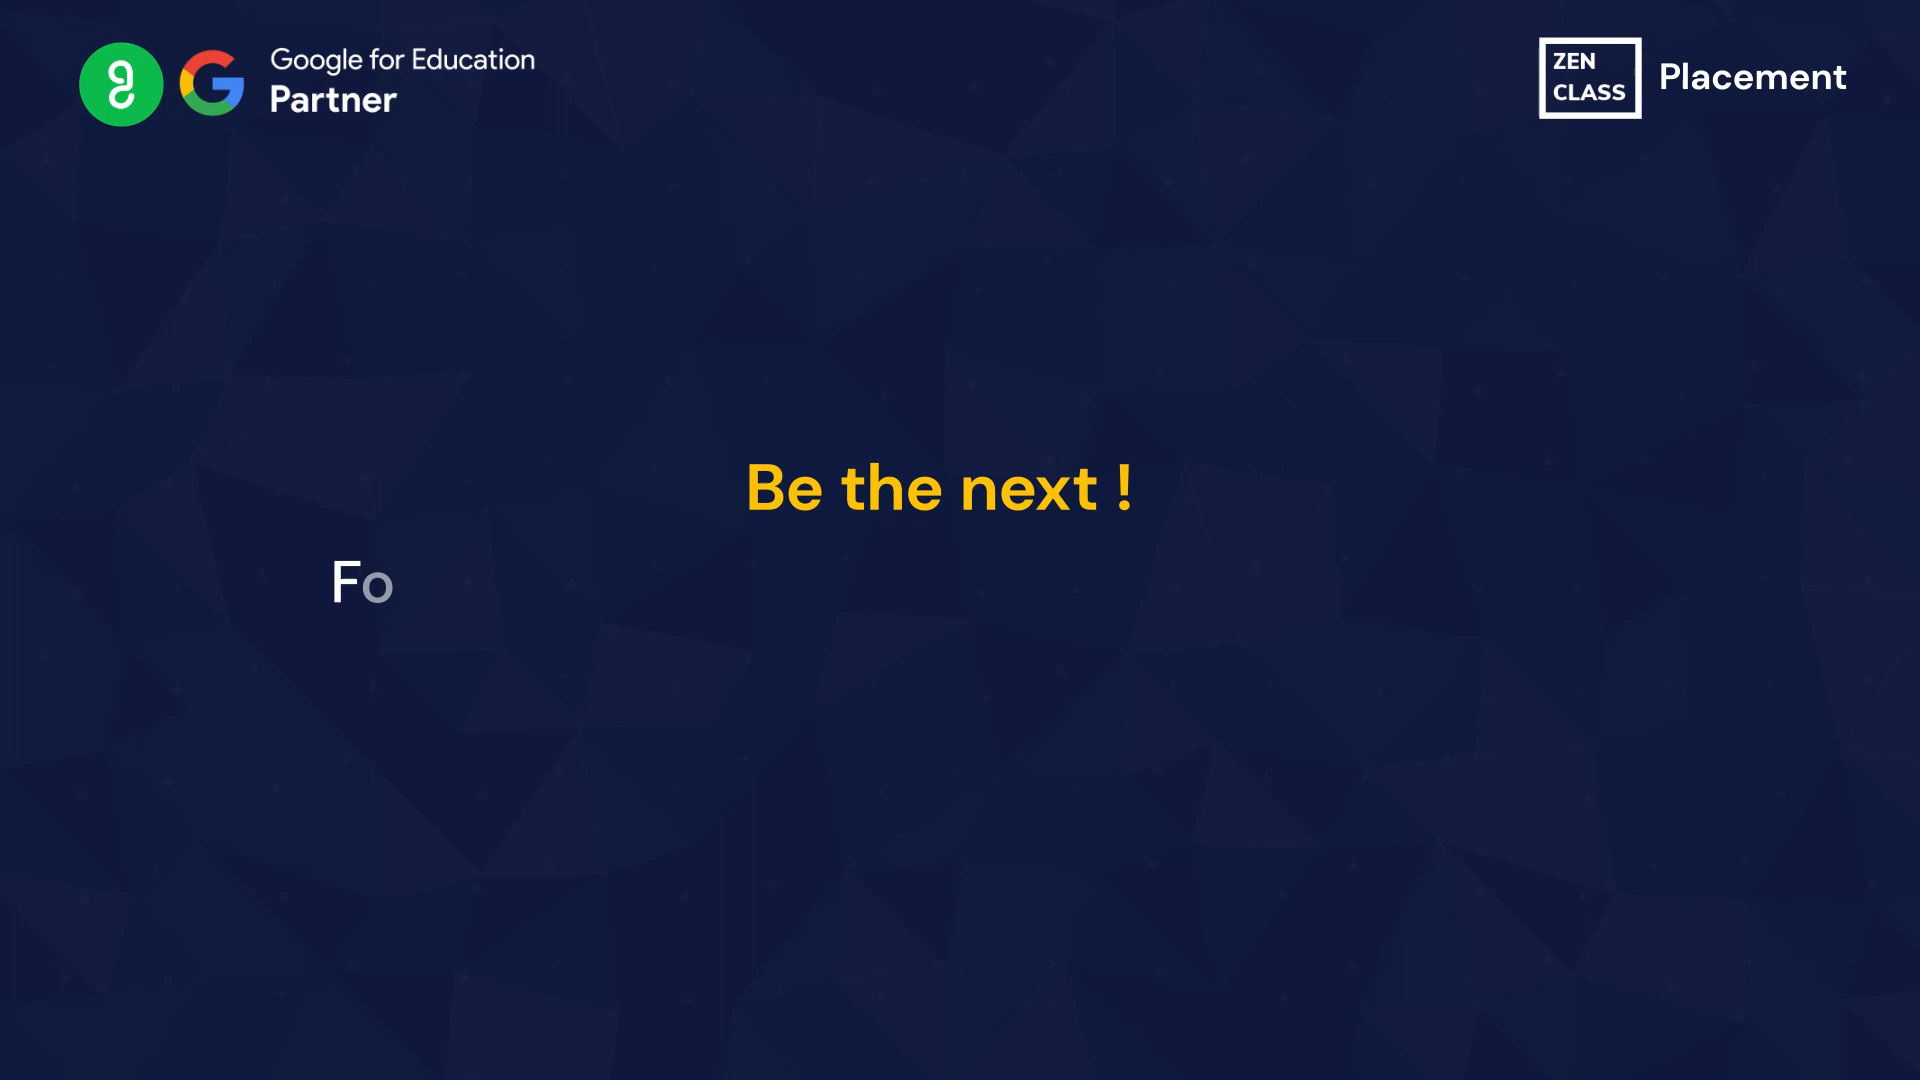 Google for Education
Partner
ZEN
CLASS
Placement
Be the next !
Fo